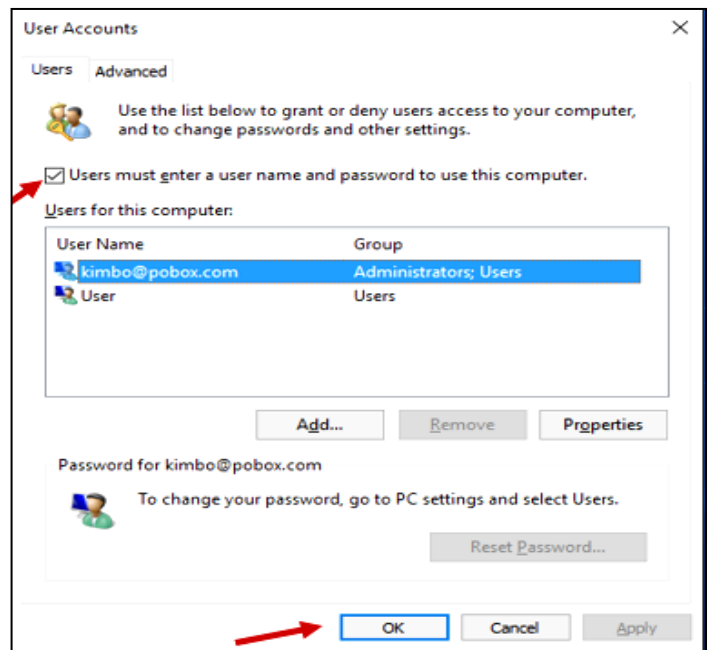 User Accounts
Users Advanced
Use the list below to grant or deny users access to your computer,
and to change passwords and other settings.
Users must enter a user name and password to use this computer.
Users for this computer:
User Name Group
kimbo@pobox.com Administrators; Users
User Users
Add... Remove Properties
Password for kimbo@pobox.com
To change your password, go to PC settings and select Users.
Reset Password...
OK Cancel Apply